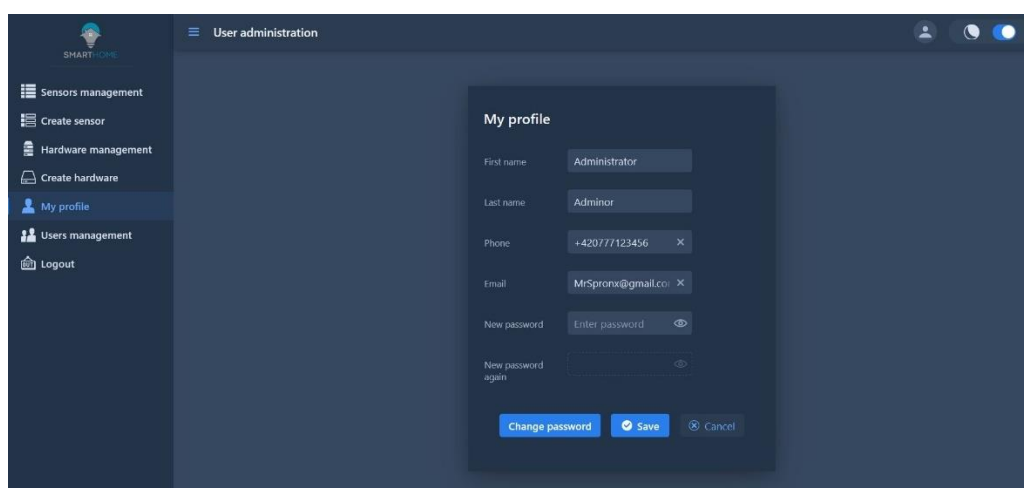 SMARTHOME
Sensors management
Create sensor
Hardware management
Create hardware
My profile
Users management
OUT Logout
User administration
My profile
First name Administrator
Last name Adminor
Phone +420777123456
Email MrSpronx@gmail.co
New password Enter password
New password
again
Change password Save Cancel